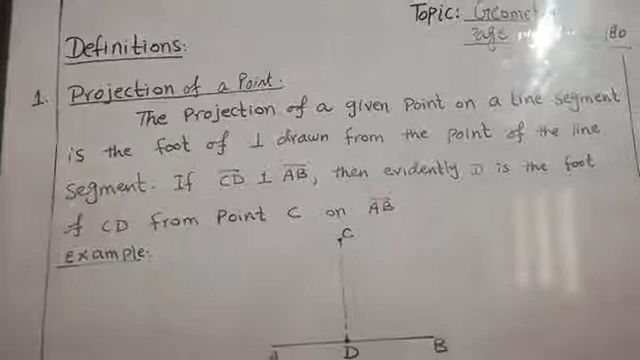 Topic: Geomet
Page 180
Definitions:
1. Projection of a Point.
The Projection of a given Point on a Line segment
is the foot of ⊥ drawn from the point of the line
segment. If CD ⊥ AB, then evidently D is the foot
of CD from point C on AB
example:
C
A D B